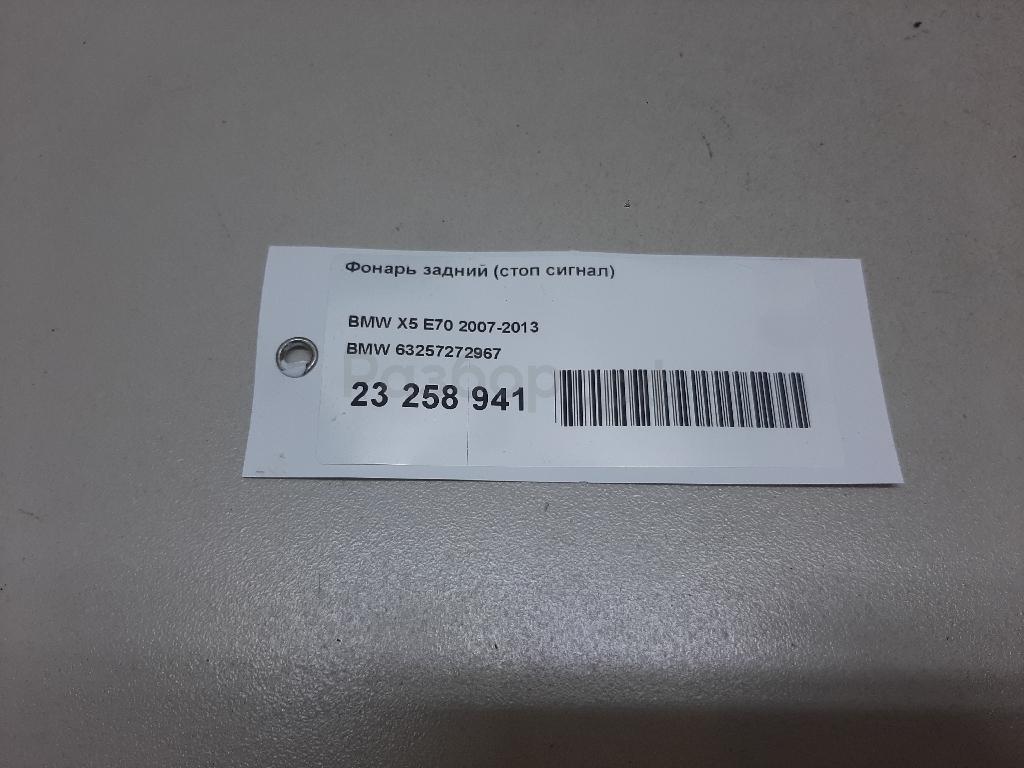 Фонарь задний (стоп сигнал)
BMW X5 E70 2007-2013
BMW 63257272967
23 258 941